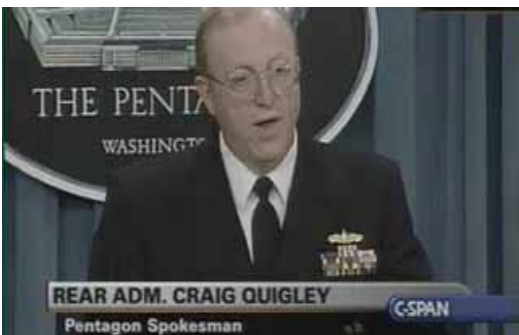 THE PENTA
WASHINGTO
REAR ADM. CRAIG QUIGLEY
C-SPAN
Pentagon Spokesman